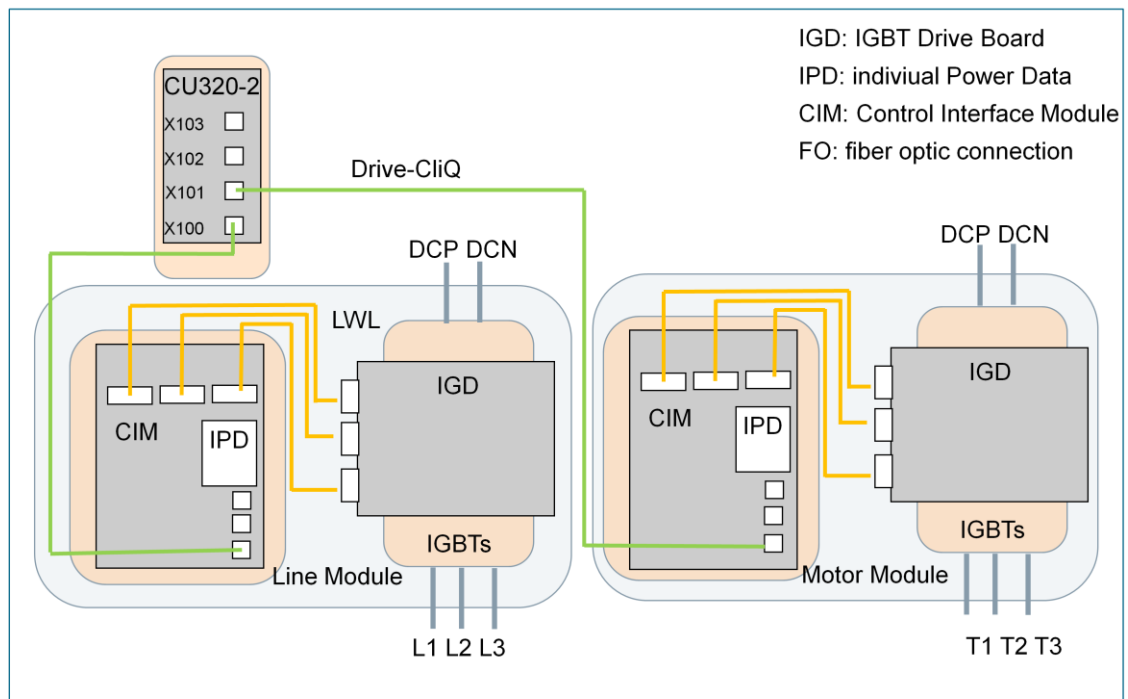 IGD: IGBT Drive Board
IPD: indiviual Power Data
CIM: Control Interface Module
FO: fiber optic connection
CU320-2
X103
X102
X101
X100
Drive-CliQ
DCP DCN
LWL
IGD
CIM
IPD
IGBTs
Line Module
L1 L2 L3
DCP DCN
IGD
CIM
IPD
IGBTs
Motor Module
T1 T2 T3